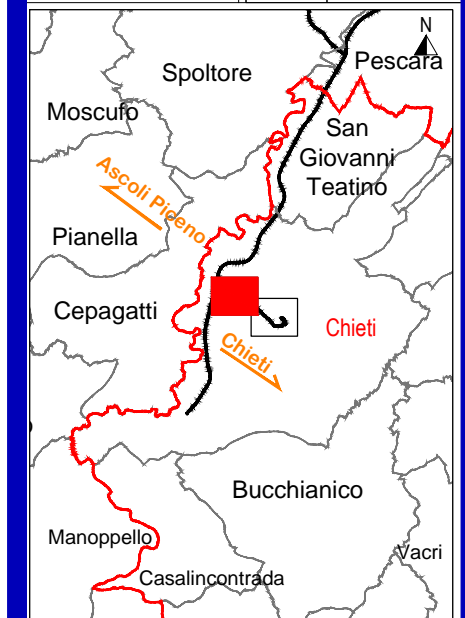 N
Pescara
Spoltore
Moscufo
San
Giovanni
Teatino
Ascoli Piceno
Pianella
Cepagatti
Chieti
Chieti
Bucchianico
Manoppello
Vacri
Casalincontrada